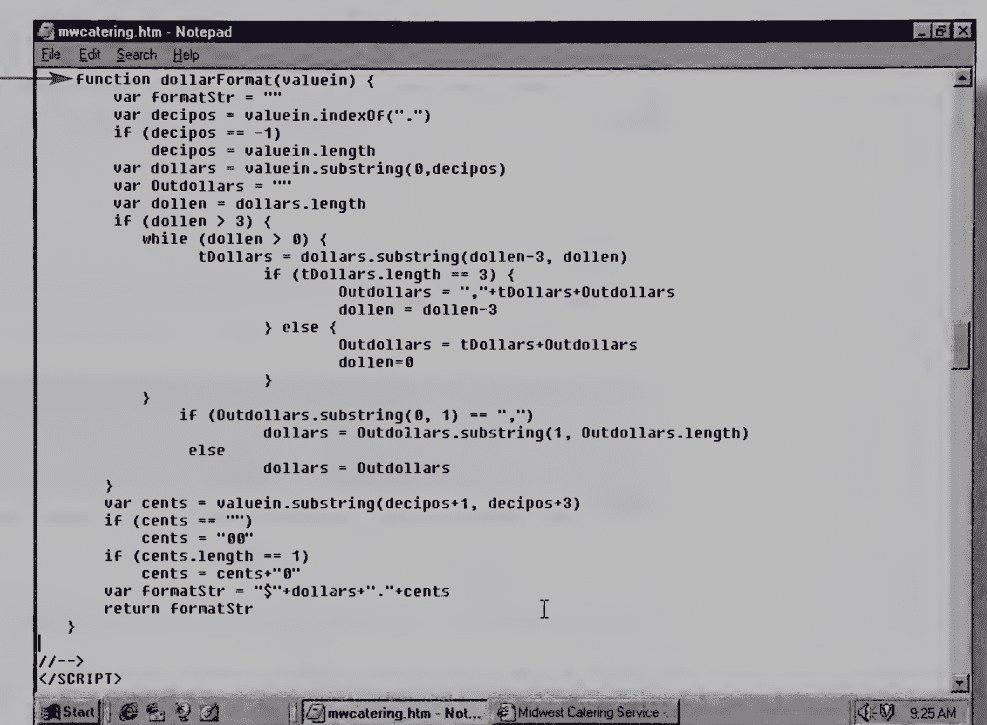 mwcatering.htm - Notepad
File Edit Search Help
function dollarFormat(valuein) {
var formatStr = ""
var decipos = valuein.indexOf(".")
if (decipos == -1)
decipos = valuein.length
var dollars = valuein.substring(0,decipos)
var Outdollars = ""
var dollen = dollars.length
if (dollen > 3) {
while (dollen > 0) {
tDollars = dollars.substring(dollen-3, dollen)
if (tDollars.length == 3) {
Outdollars = ","+tDollars+Outdollars
dollen = dollen-3
} else {
Outdollars = tDollars+Outdollars
dollen=0
}
}
if (Outdollars.substring(0, 1) == ",")
dollars = Outdollars.substring(1, Outdollars.length)
else
dollars = Outdollars
}
var cents = valuein.substring(decipos+1, decipos+3)
if (cents == "")
cents = "00"
if (cents.length == 1)
cents = cents+"0"
var formatStr = "$"+dollars+"."+cents
return formatStr
}
//-->
</SCRIPT>
Start mwcatering.htm - Not... Midwest Catering Service -... 9:25 AM